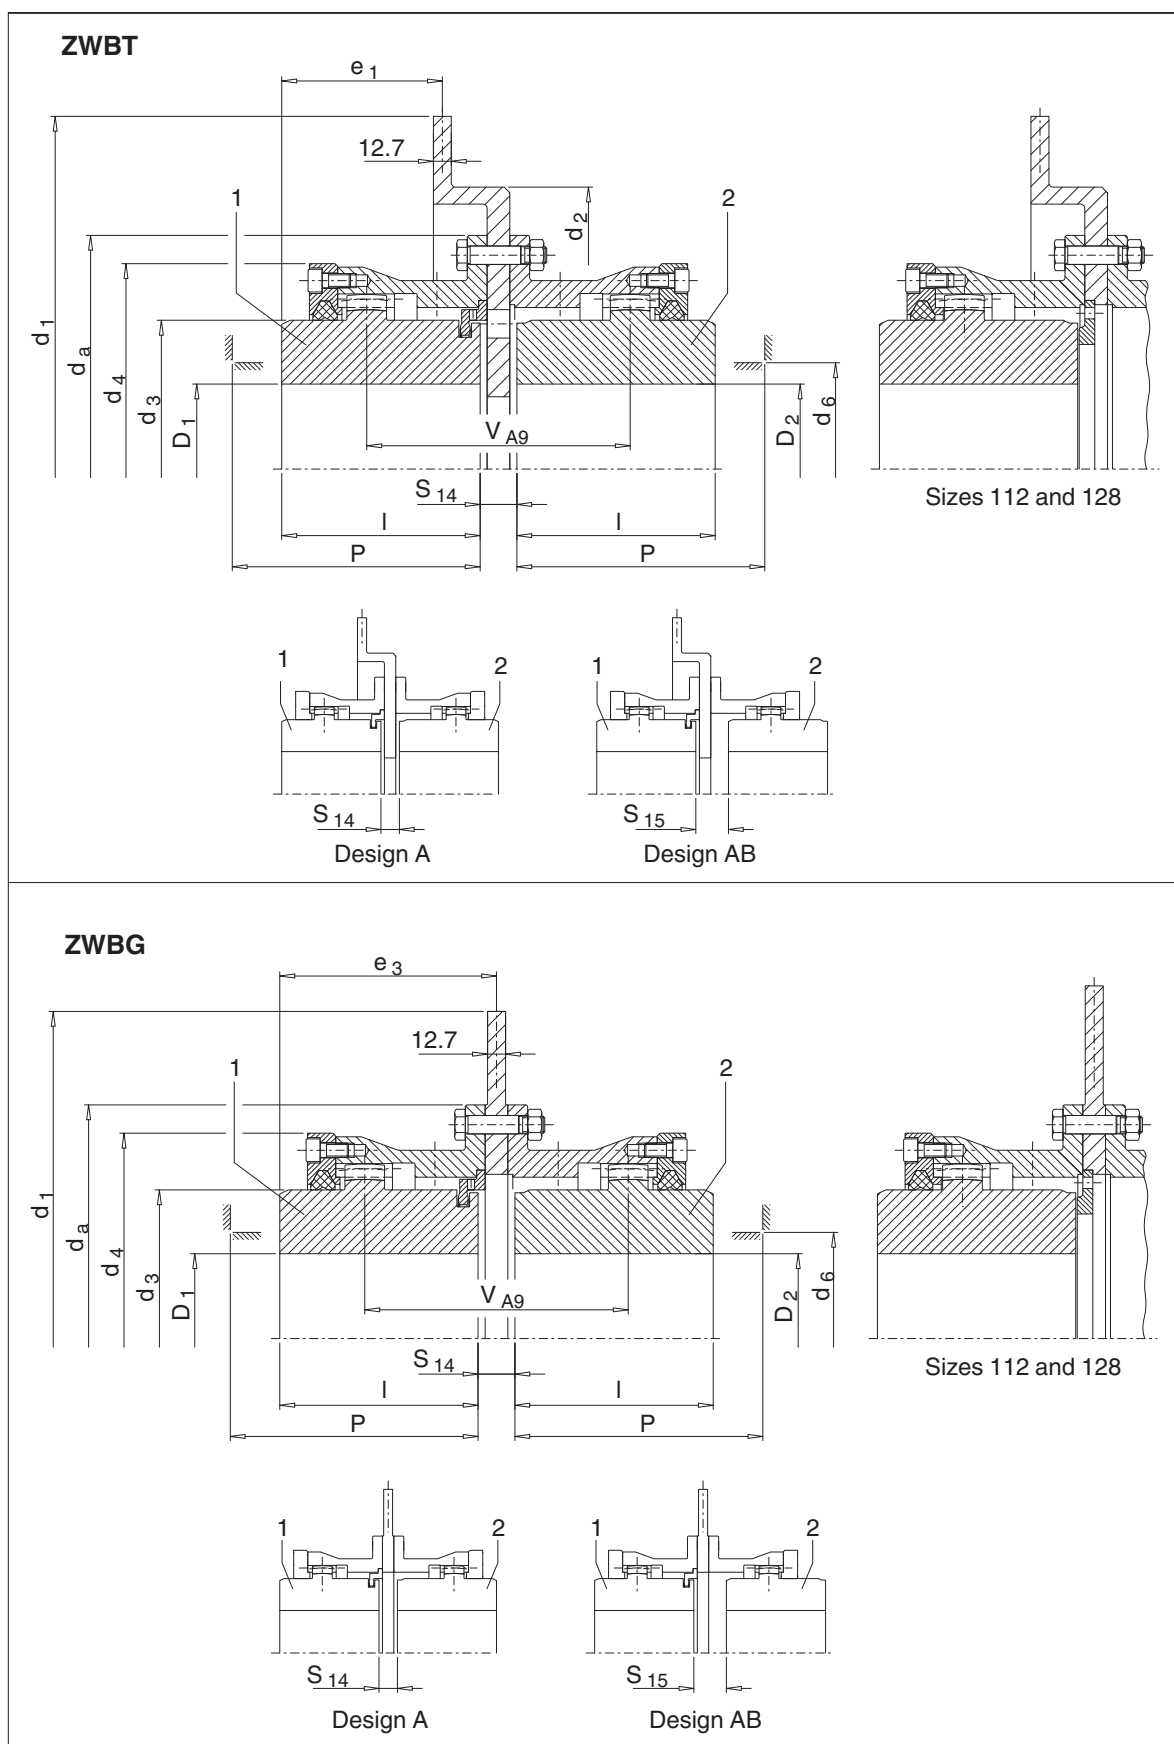 ZWBT
e 1
12.7
1
2
d 2
d 1
d a
d 4
d 3
D 1
V A9
D 2
d 6
S 14
l
l
P
P
Sizes 112 and 128
1
2
S 14
Design A
1
2
S 15
Design AB
ZWBG
e 3
12.7
1
2
d 1
d a
d 4
d 3
D 1
V A9
D 2
d 6
S 14
l
l
P
P
Sizes 112 and 128
1
2
S 14
Design A
1
2
S 15
Design AB